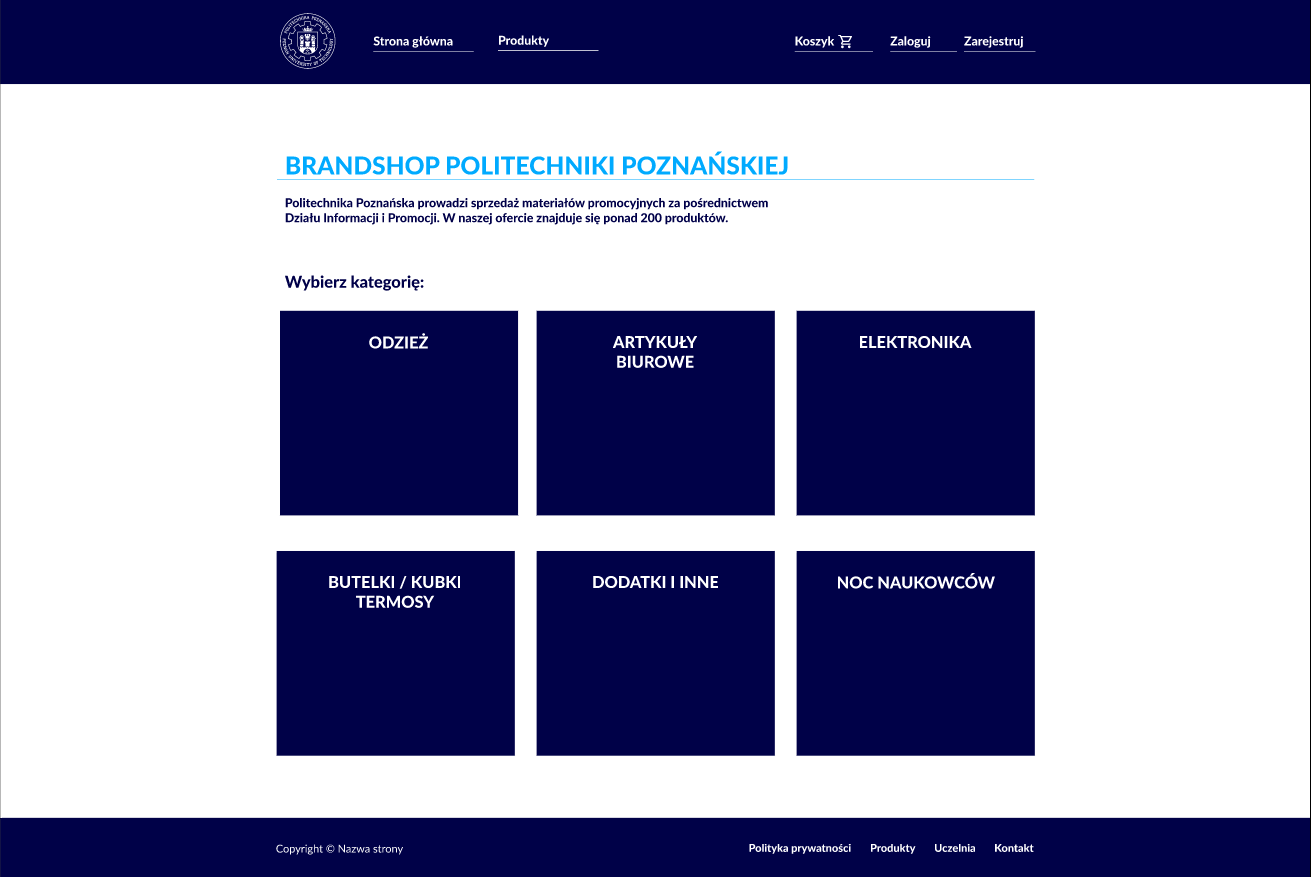 Strona główna
Produkty
Koszyk
Zaloguj
Zarejestruj
BRANDSHOP POLITECHNIKI POZNAŃSKIEJ
Politechnika Poznańska prowadzi sprzedaż materiałów promocyjnych za pośrednictwem
Działu Informacji i Promocji. W naszej ofercie znajduje się ponad 200 produktów.
Wybierz kategorię:
ODZIEŻ
ARTYKUŁY
BIUROWE
ELEKTRONIKA
BUTELKI / KUBKI
TERMOSY
DODATKI I INNE
NOC NAUKOWCÓW
Copyright © Nazwa strony
Polityka prywatności
Produkty
Uczelnia
Kontakt